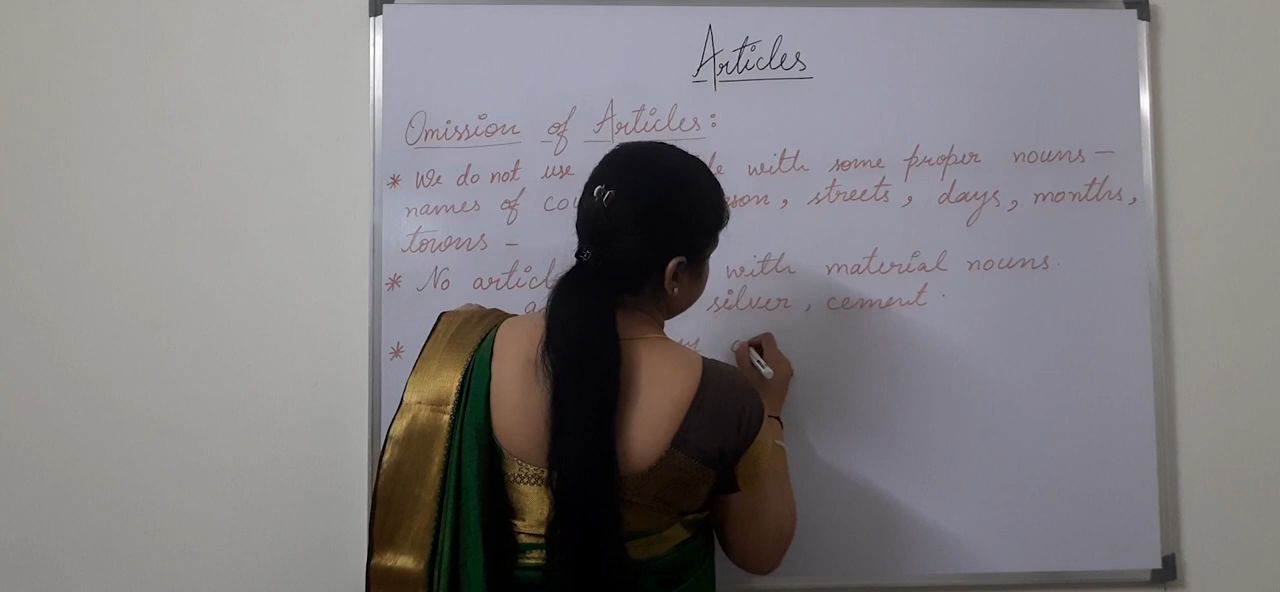 Articles
Omission of Articles:
* We do not use with some proper nouns –
names of , streets, days, months,
towns –
* No with material nouns.
silver, cement.
*